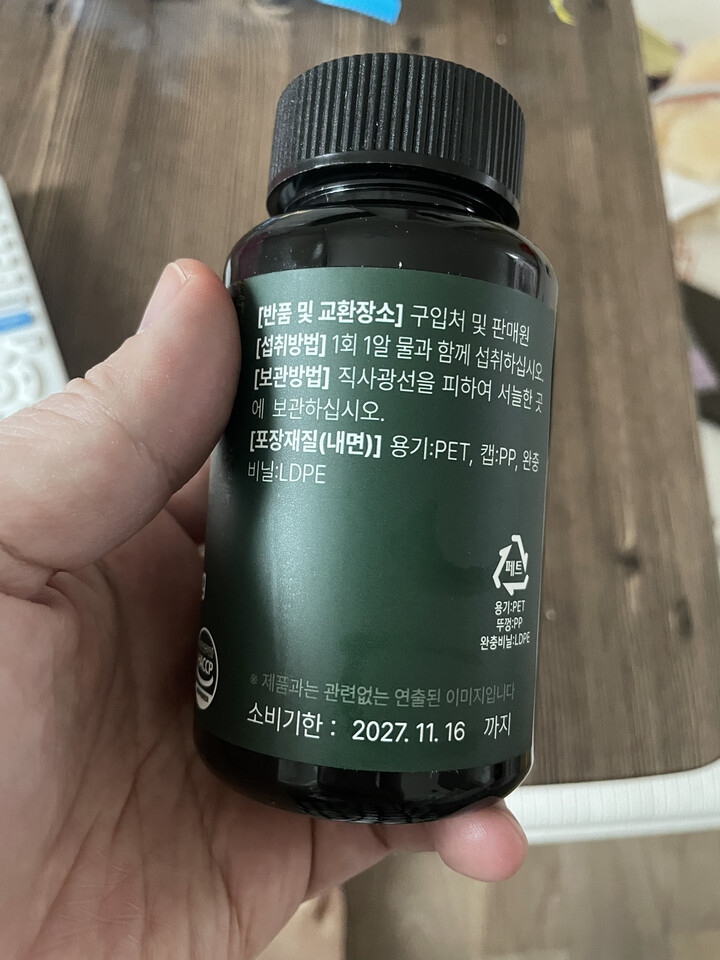 [반품 및 교환장소] 구입처 및 판매원
[섭취방법] 1회 1알 물과 함께 섭취하십시오.
[보관방법] 직사광선을 피하여 서늘한 곳
에 보관하십시오.
[포장재질(내면)] 용기:PET, 캡:PP, 완충
비닐:LDPE
페트
용기:PET
뚜껑:PP
완충비닐:LDPE
g
HACCP
※ 제품과는 관련없는 연출된 이미지입니다
소비기한 : 2027. 11. 16 까지